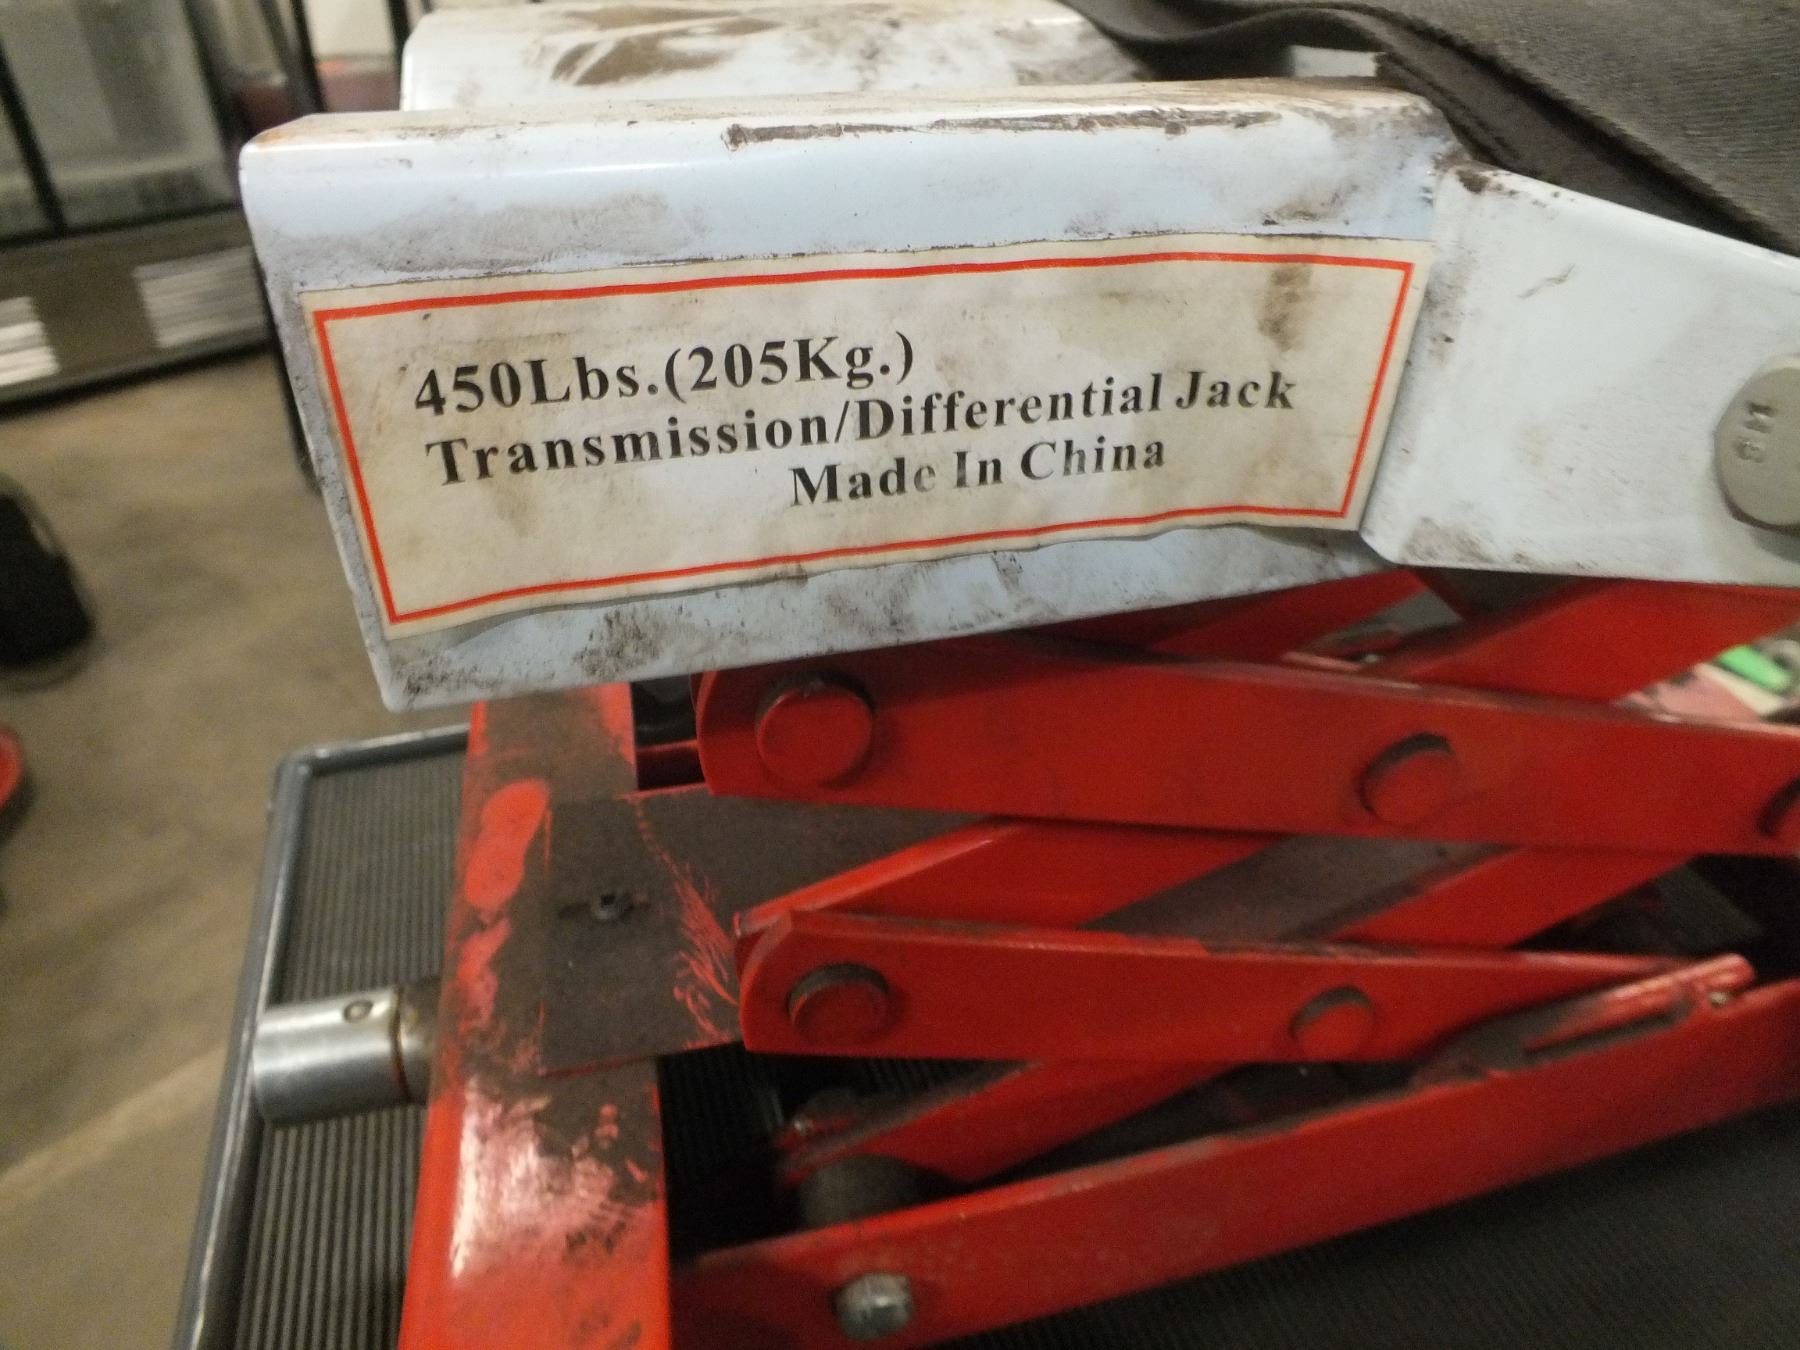 450Lbs.(205Kg.)
Transmission/Differential Jack
Made In China